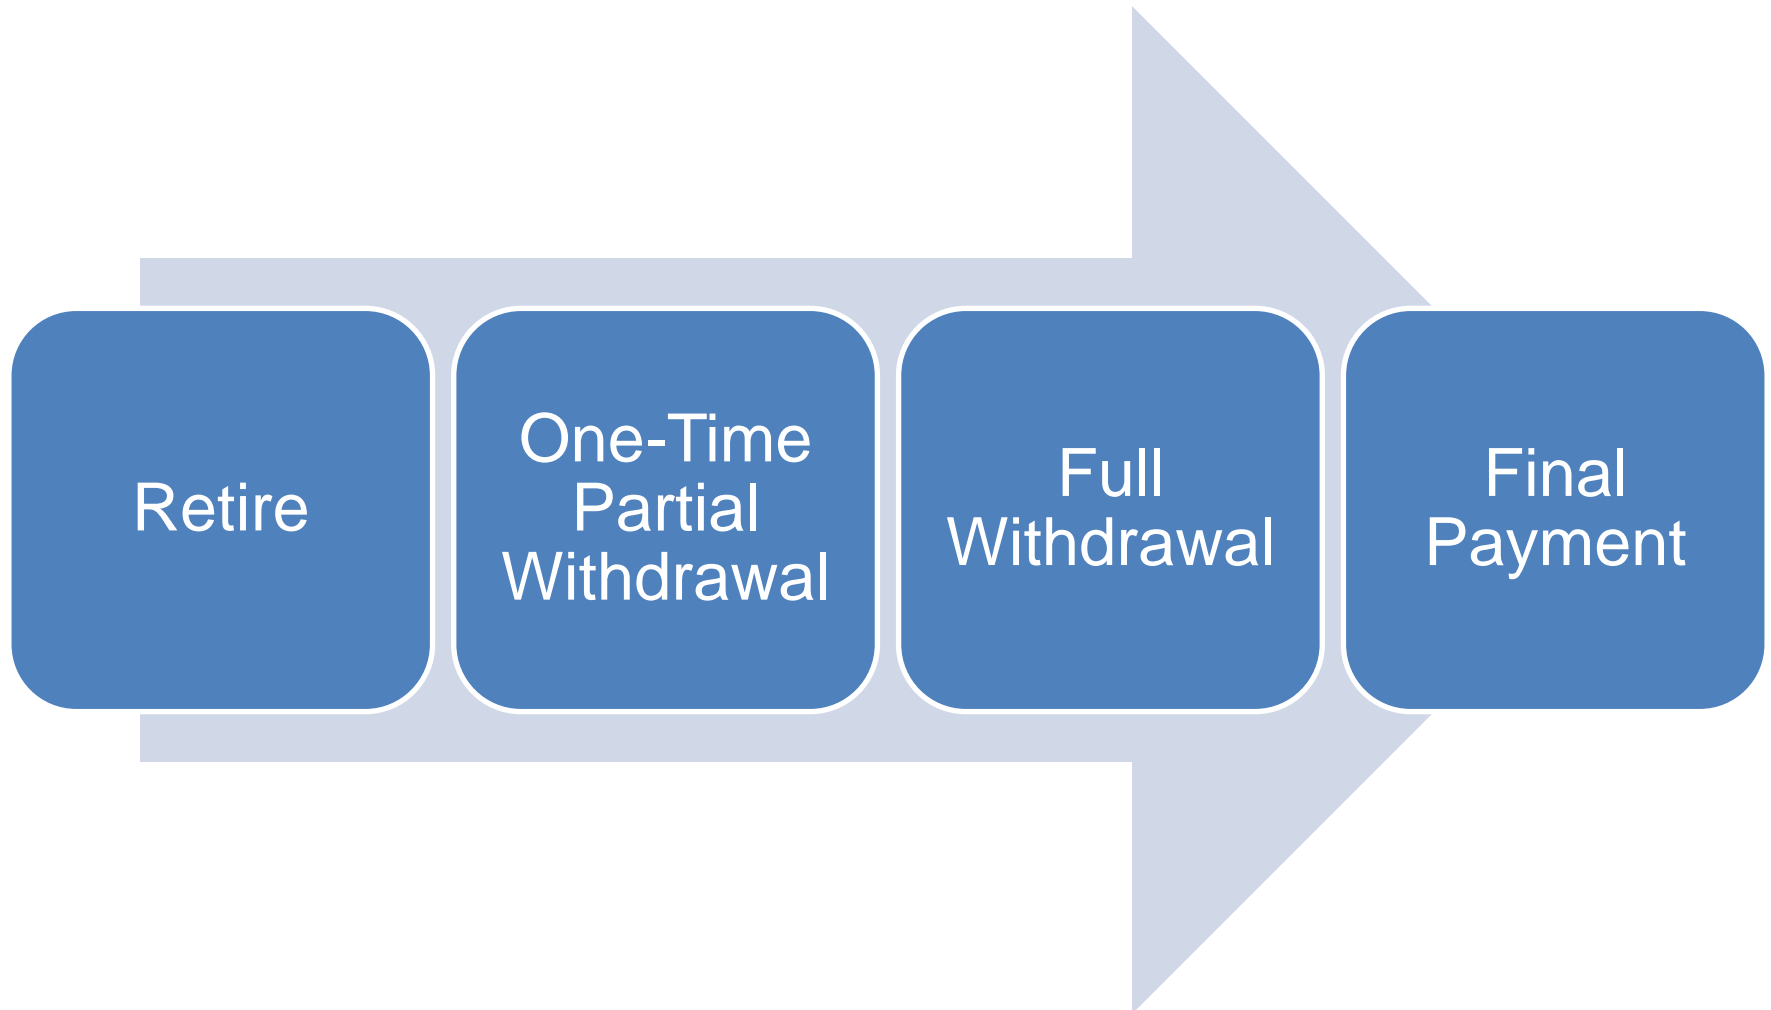 Retire
One-Time
Partial
Withdrawal
Full
Withdrawal
Final
Payment